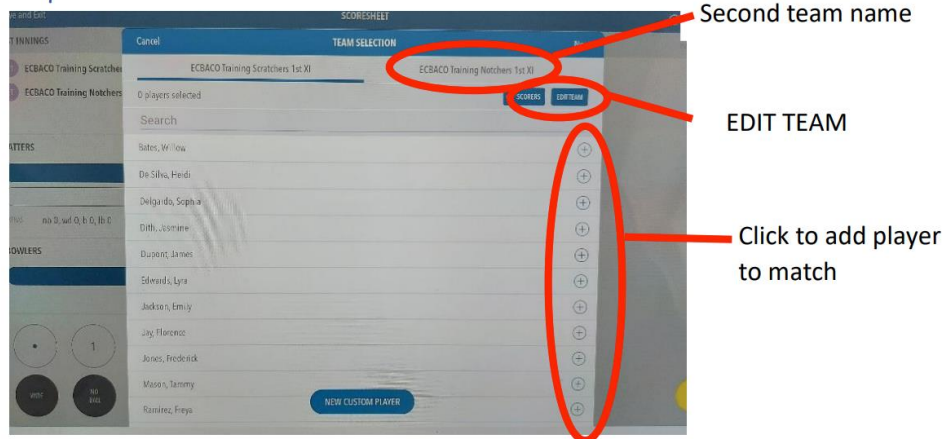 Second team name
e and Exit
SCORESHEET
T INNINGS
Cancel
TEAM SELECTION
ECBACO Training Scratchers 1st XI
ECBACO Training Notchers 1st XI
ECBACO Training Scratcher
ECBACO Training Notchers
0 players selected
SCORERS
EDIT TEAM
EDIT TEAM
Search
ATTERS
Bates, Willow
De Silva, Heidi
Delgado, Sophia
nb 0, wd 0, b 0, lb 0
Dith, Jasmine
OWLERS
Dupont, James
Click to add player
to match
Edwards, Lyra
Jackson, Emily
Jay, Florence
1
Jones, Frederick
Mason, Tammy
WIDE
NO
BALL
NEW CUSTOM PLAYER
Ramirez, Freya